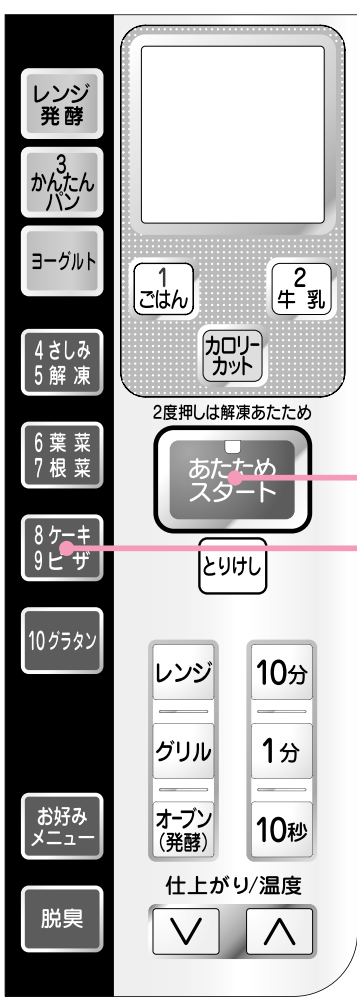 レンジ
発酵
3
かんたん
パン
ヨーグルト
1
ごはん
2
牛乳
カロリー
カット
4さしみ
5解凍
2度押しは解凍あたため
6葉菜
7根菜
あたため
スタート
8ケーキ
9ピザ
とりけし
10グラタン
レンジ
10分
グリル
1分
オーブン
(発酵)
10秒
お好み
メニュー
仕上がり/温度
脱臭